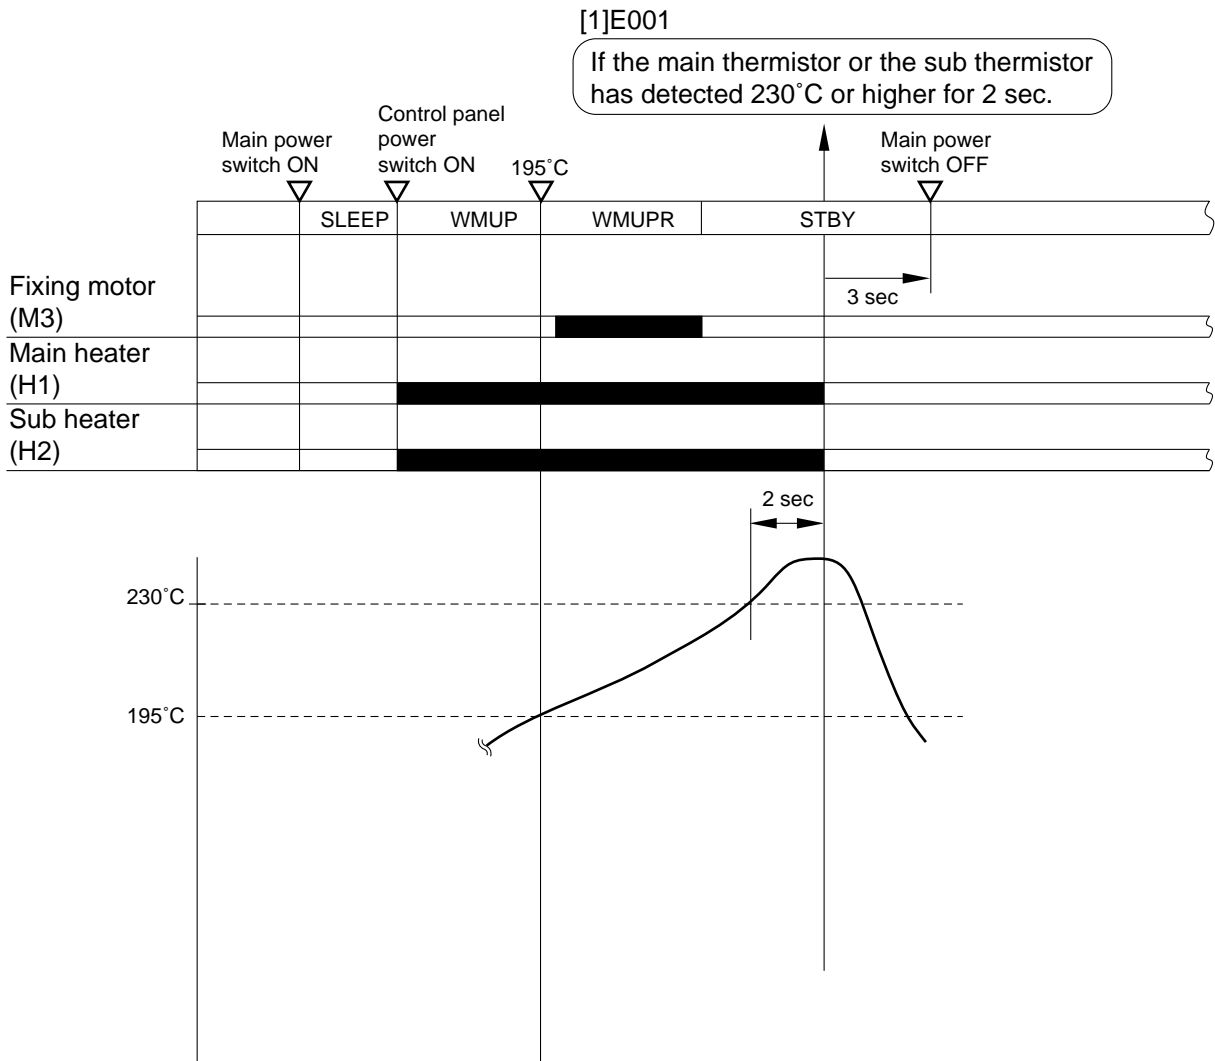 [1]E001
If the main thermistor or the sub thermistor
has detected 230˚C or higher for 2 sec.
Main power
switch ON
Control panel
power
switch ON
195˚C
Main power
switch OFF
SLEEP
WMUP
WMUPR
STBY
3 sec
Fixing motor
(M3)
Main heater
(H1)
Sub heater
(H2)
2 sec
230˚C
195˚C